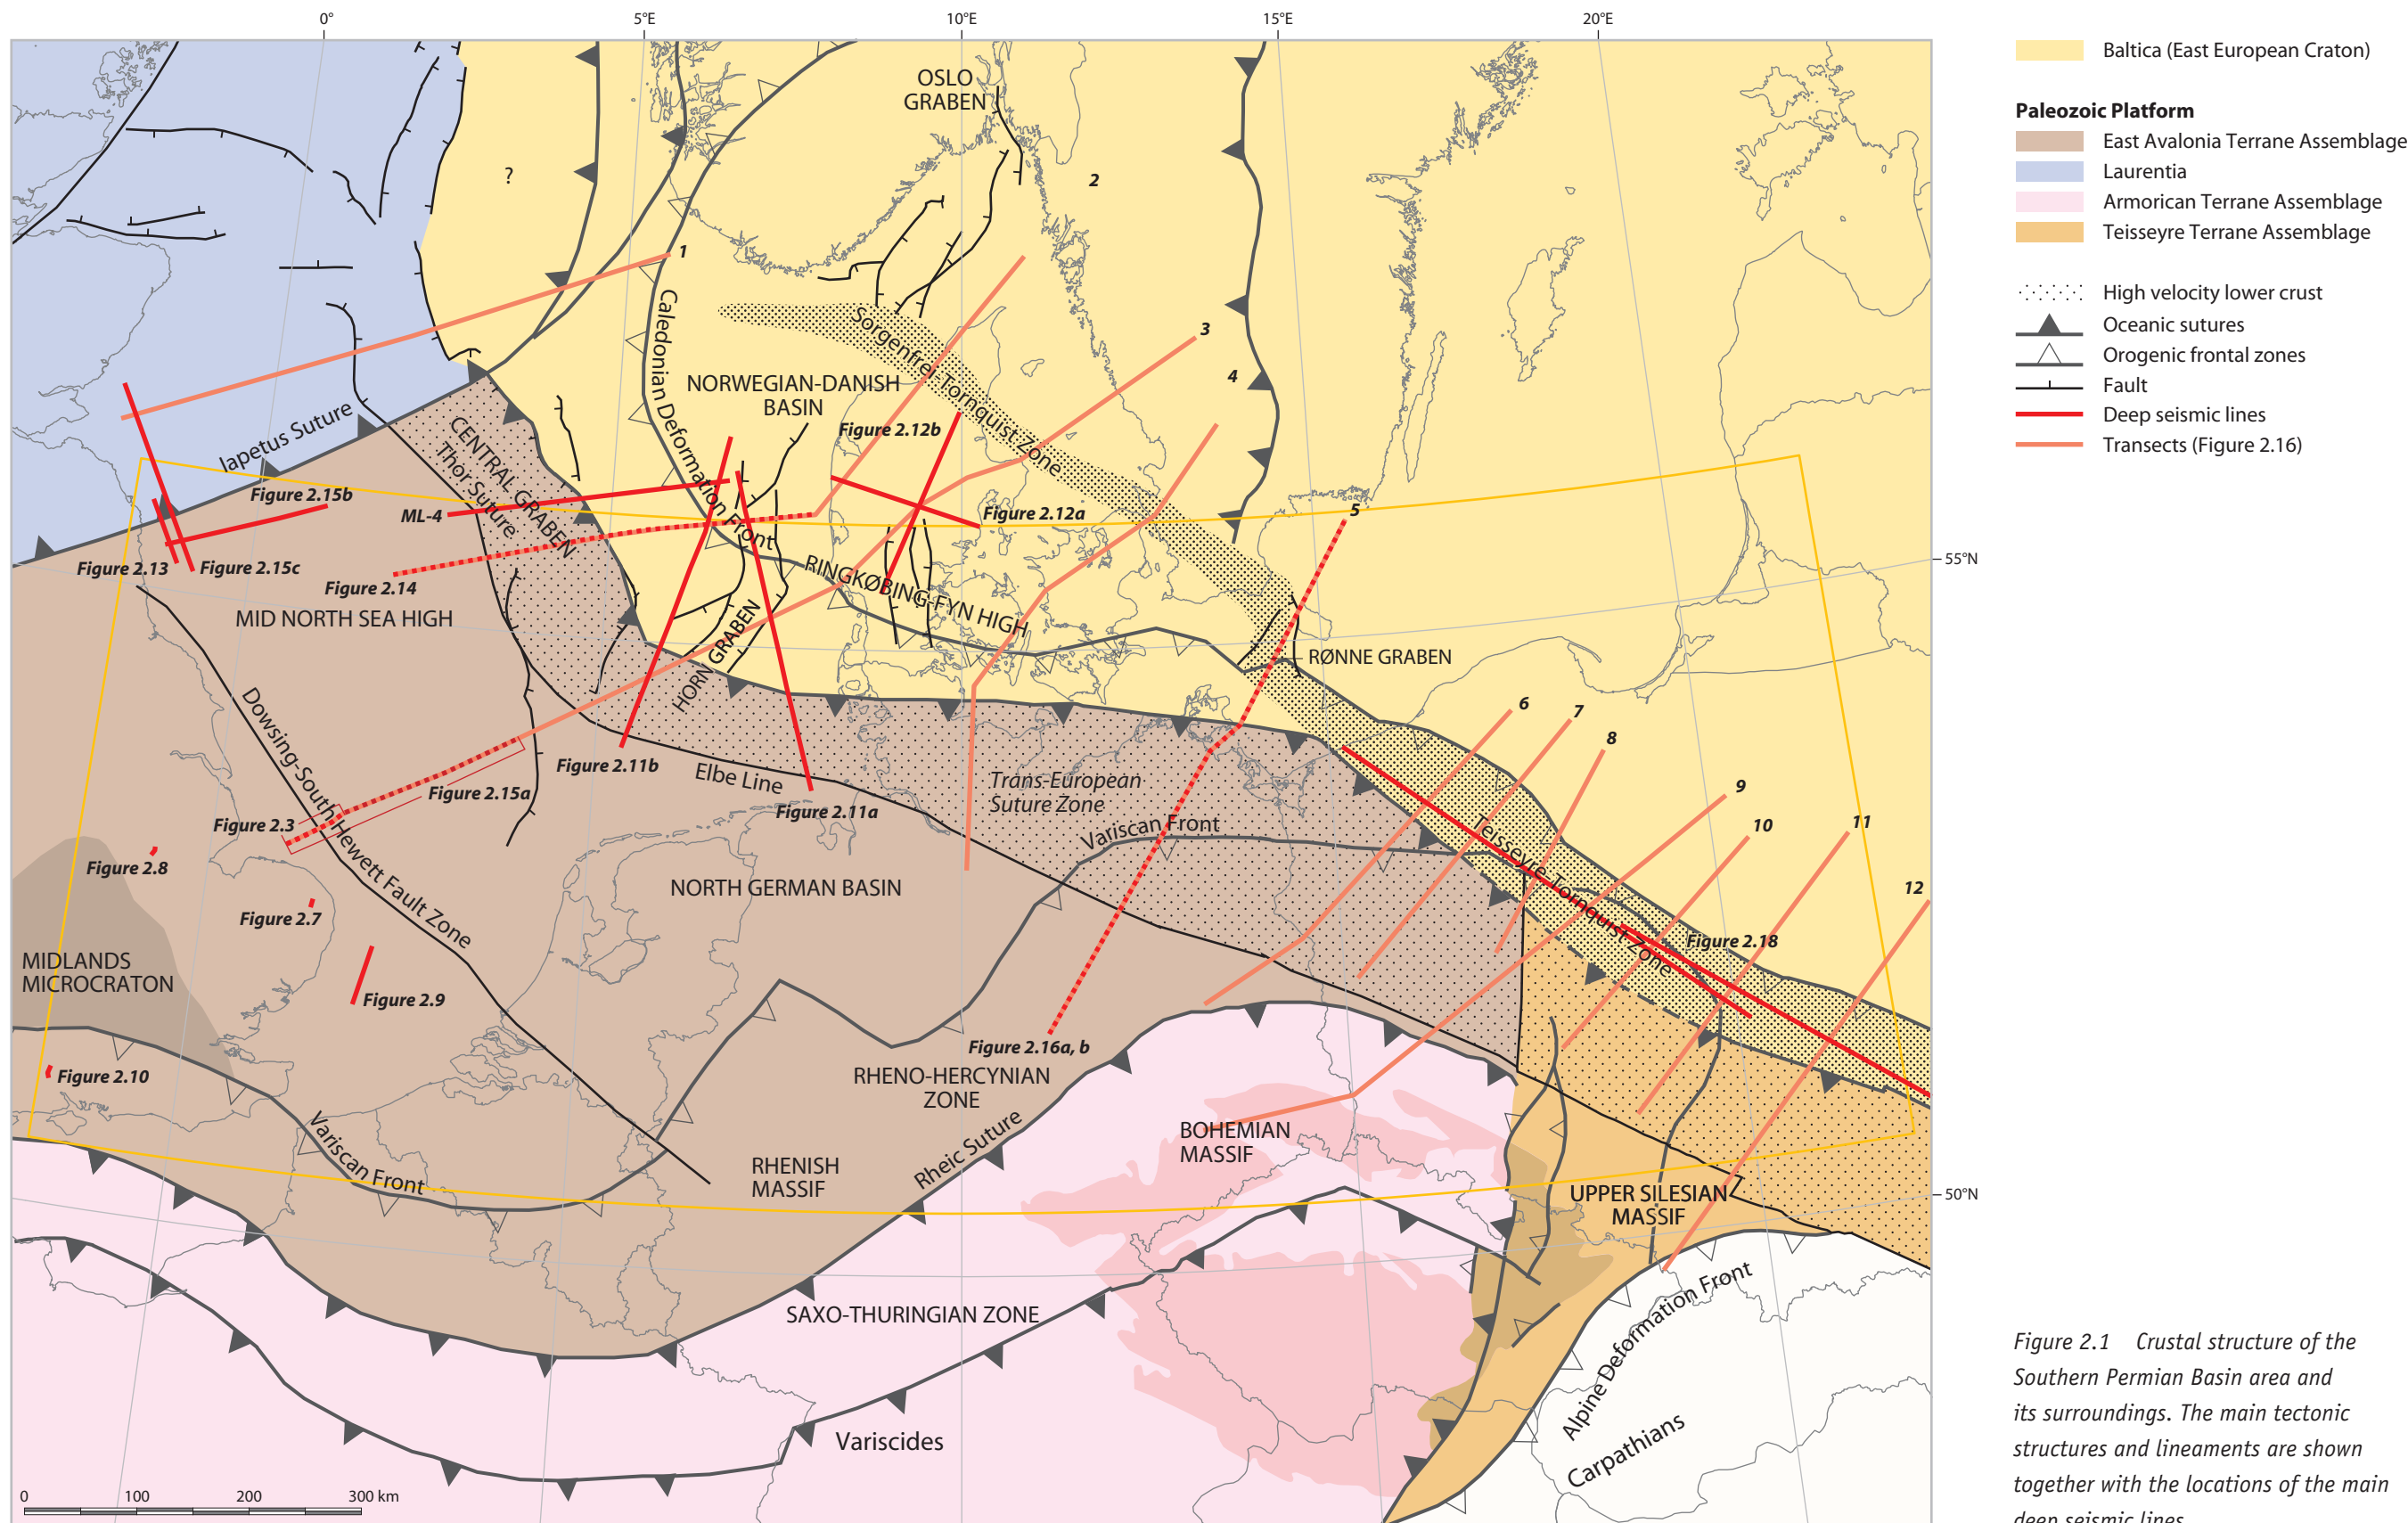 0°
5°E
10°E
15°E
20°E
OSLO
GRABEN
?
2
1
3
4
Caledonian Deformation Front
Sorgenfrei-Tornquist Zone
NORWEGIAN-DANISH
BASIN
Figure 2.12b
Iapetus Suture
CENTRAL GRABEN
Thor Suture
Figure 2.15b
ML-4
Figure 2.12a
5
55°N
Figure 2.13
Figure 2.15c
Figure 2.14
MID NORTH SEA HIGH
RINGKØBING-FYN HIGH
HORN GRABEN
RØNNE GRABEN
6
7
8
9
10
11
12
Dowsing-South Hewett Fault Zone
Figure 2.11b
Elbe Line
Figure 2.11a
Trans-European
Suture Zone
Figure 2.15a
Figure 2.3
Variscan Front
Teisseyre-Tornquist Zone
Figure 2.8
NORTH GERMAN BASIN
Figure 2.7
Figure 2.18
MIDLANDS
MICROCRATON
Figure 2.9
Figure 2.16a, b
Figure 2.10
RHENO-HERCYNIAN
ZONE
Variscan Front
RHENISH
MASSIF
Rheic Suture
BOHEMIAN
MASSIF
UPPER SILESIAN
MASSIF
50°N
SAXO-THURINGIAN ZONE
Alpine Deformation Front
Variscides
Carpathians
0
100
200
300 km
Baltica (East European Craton)
Paleozoic Platform
East Avalonia Terrane Assemblage
Laurentia
Armorican Terrane Assemblage
Teisseyre Terrane Assemblage
High velocity lower crust
Oceanic sutures
Orogenic frontal zones
Fault
Deep seismic lines
Transects (Figure 2.16)
Figure 2.1 Crustal structure of the
Southern Permian Basin area and
its surroundings. The main tectonic
structures and lineaments are shown
together with the locations of the main
deep seismic lines